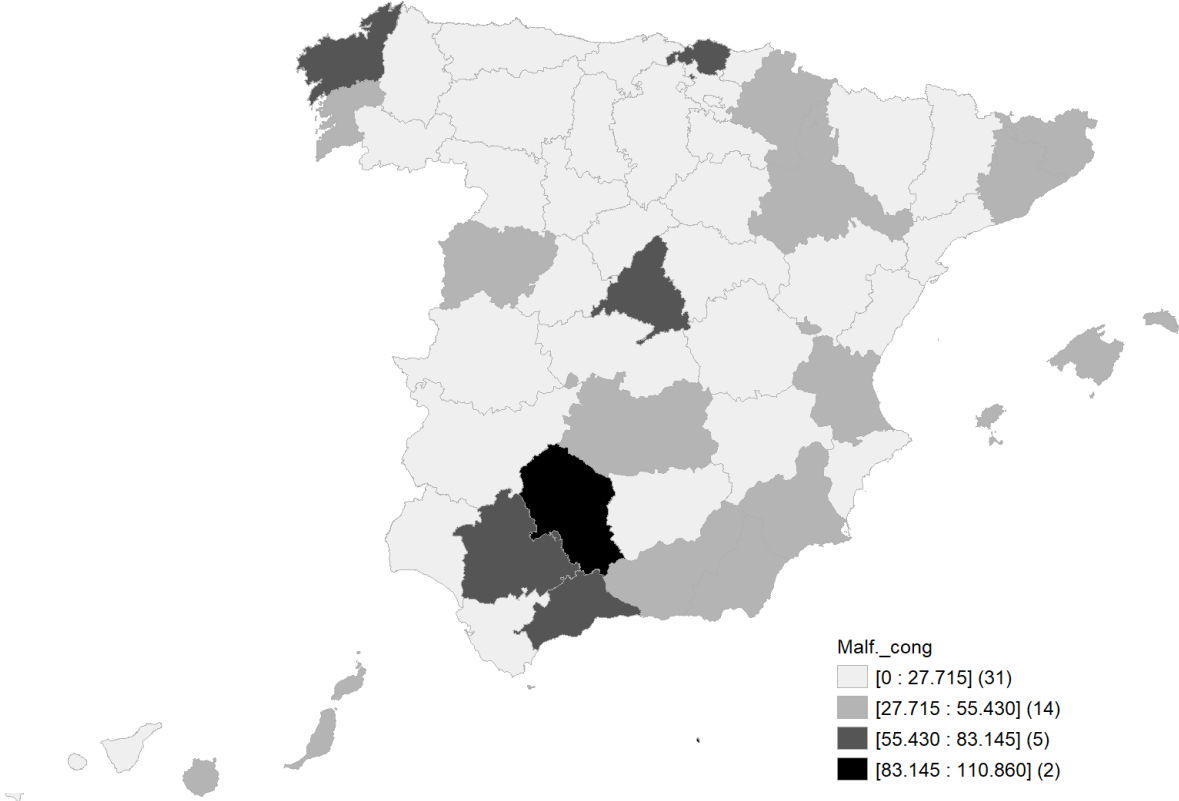 Malf._cong
[0 : 27.715] (31)
[27.715 : 55.430] (14)
[55.430 : 83.145] (5)
[83.145 : 110.860] (2)